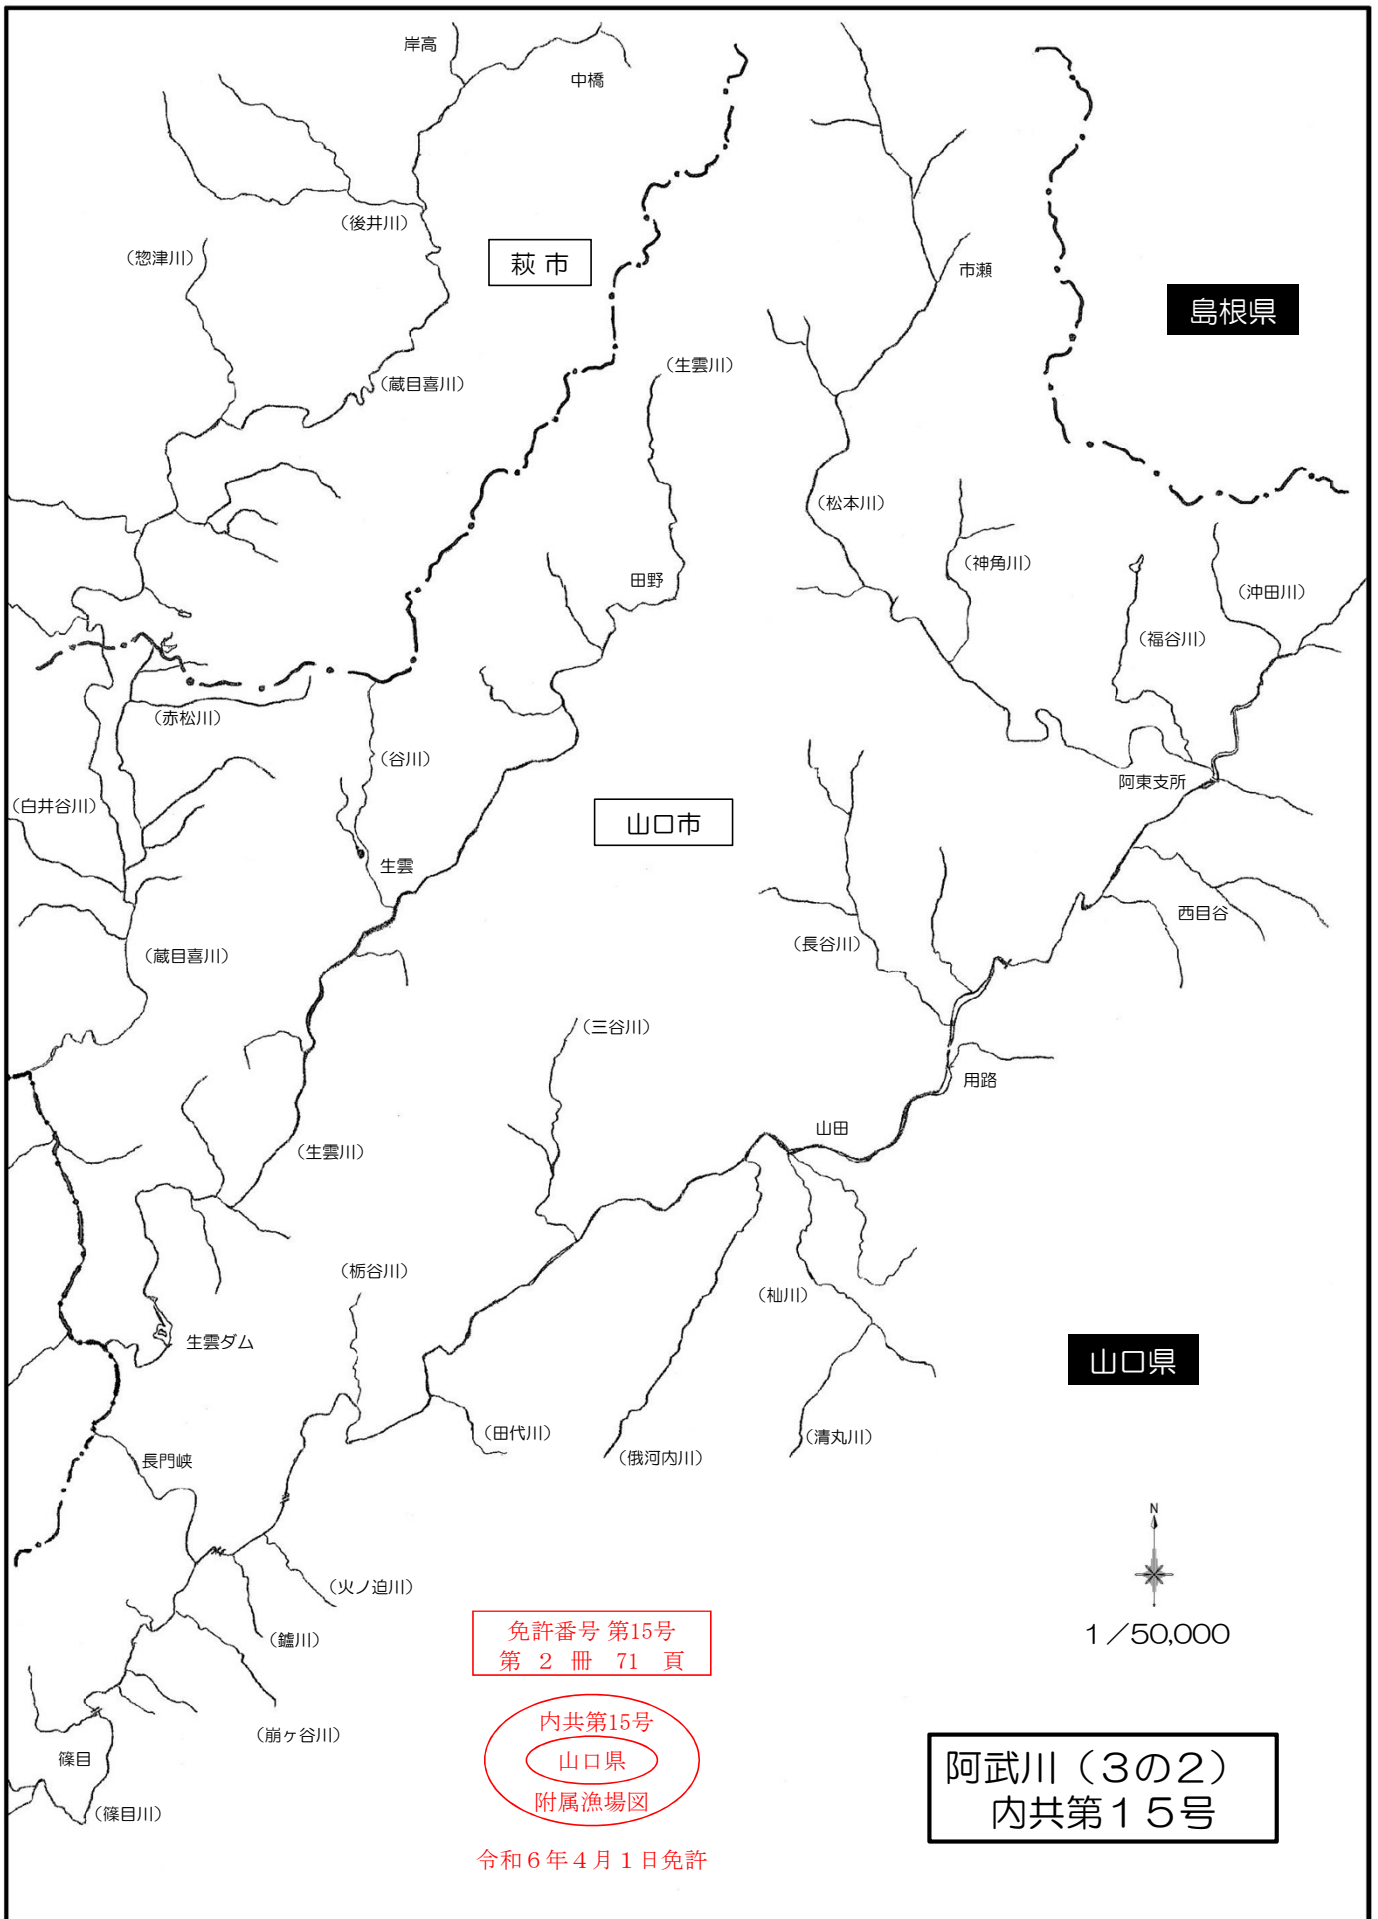 岸高
中橋
（後井川）
（惣津川）
萩 市
市瀬
島根県
（生雲川）
（蔵目喜川）
（松本川）
（神角川）
田野
（沖田川）
（福谷川）
（赤松川）
（谷川）
阿東支所
（白井谷川）
山口市
生雲
西目谷
（長谷川）
（蔵目喜川）
（三谷川）
用路
山田
（生雲川）
（栃谷川）
（杣川）
生雲ダム
山口県
（田代川）
（清丸川）
（俄河内川）
長門峡
N
（火ノ迫川）
1／50,000
（鑪川）
免許番号 第15号
第 2 冊 71 頁
（崩ヶ谷川）
内共第15号
山口県
附属漁場図
篠目
（篠目川）
阿武川（３の２）
内共第１５号
令和６年４月１日免許